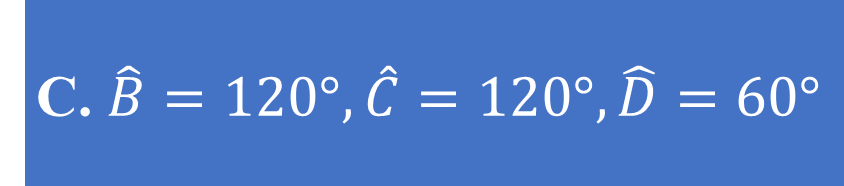 C. B̂ = 120°, Ĉ = 120°, D̂ = 60°